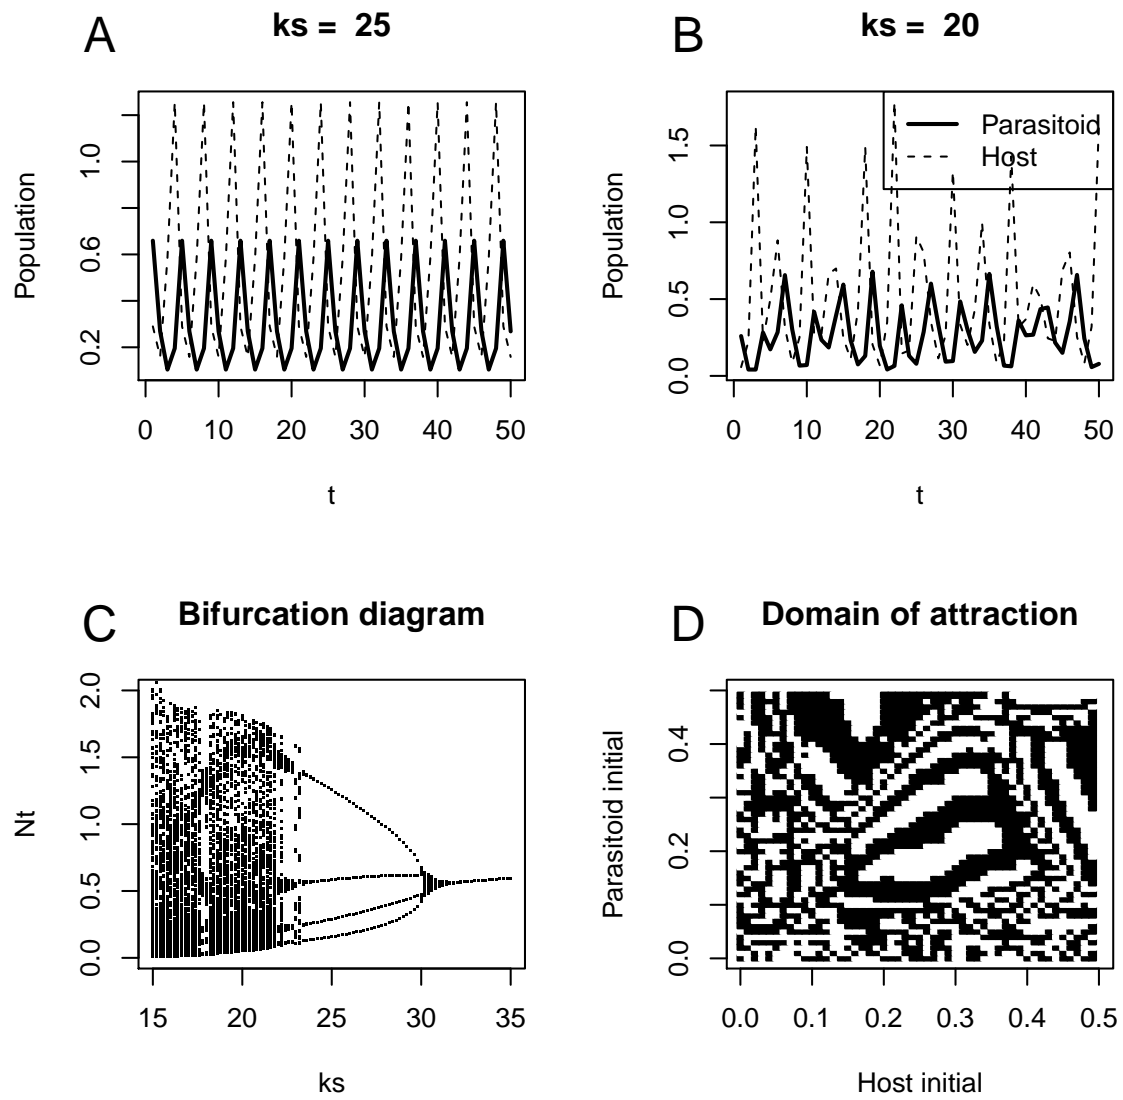 A
ks = 25
Population
0.2
0.6
1.0
0
10
20
30
40
50
t
B
ks = 20
Parasitoid
Host
Population
0.0
0.5
1.0
1.5
0
10
20
30
40
50
t
C
Bifurcation diagram
Nt
0.0
0.5
1.0
1.5
2.0
15
20
25
30
35
ks
D
Domain of attraction
Parasitoid initial
0.0
0.2
0.4
0.0
0.1
0.2
0.3
0.4
0.5
Host initial